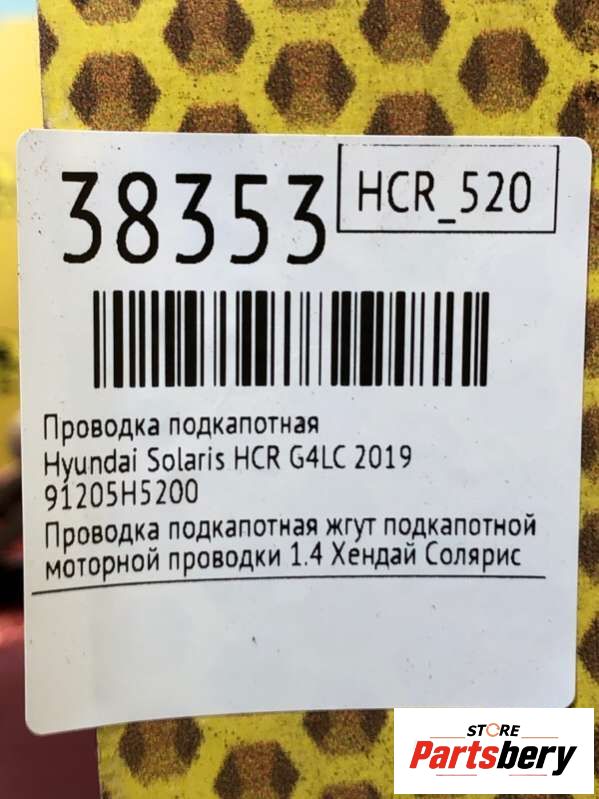 38353
HCR_520
Проводка подкапотная
Hyundai Solaris HCR G4LC 2019
91205H5200
Проводка подкапотная жгут подкапотной
моторной проводки 1.4 Хендай Солярис
STORE
Partsbery